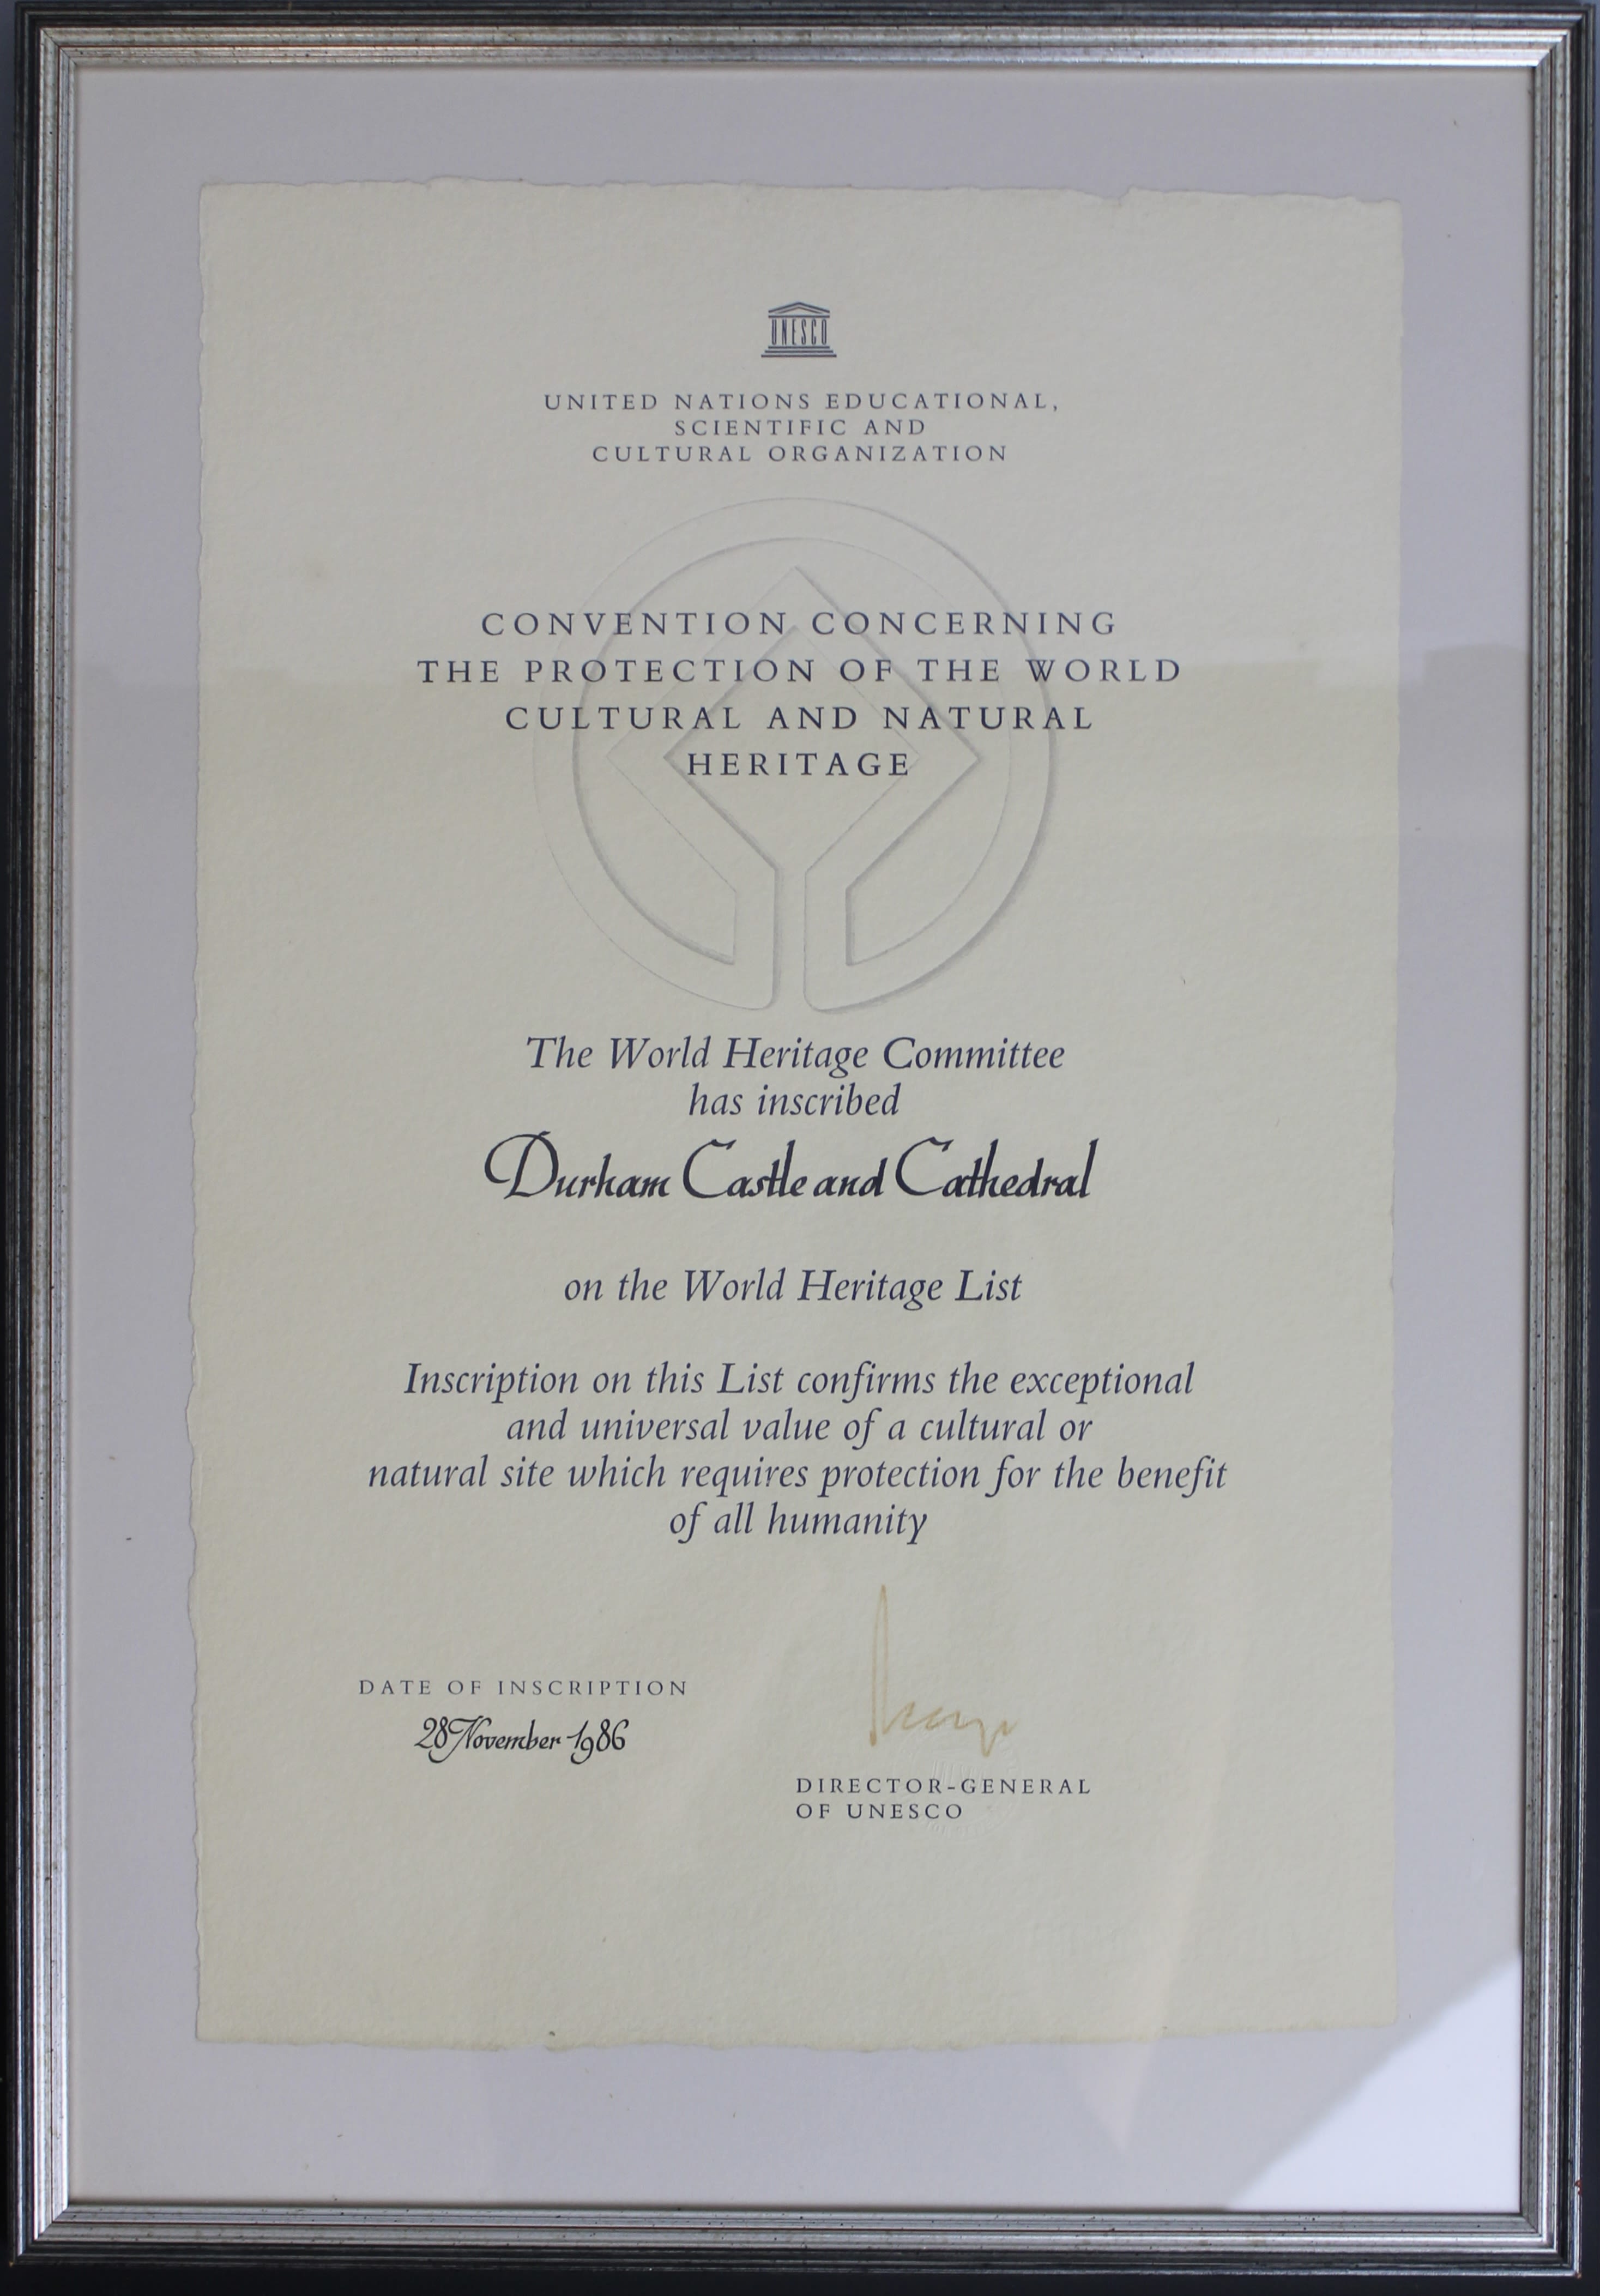 UNESCO
UNITED NATIONS EDUCATIONAL,
SCIENTIFIC AND
CULTURAL ORGANIZATION
CONVENTION CONCERNING
THE PROTECTION OF THE WORLD
CULTURAL AND NATURAL
HERITAGE
The World Heritage Committee
has inscribed
Durham Castle and Cathedral
on the World Heritage List
Inscription on this List confirms the exceptional
and universal value of a cultural or
natural site which requires protection for the benefit
of all humanity
DATE OF INSCRIPTION
28 November 1986
DIRECTOR-GENERAL
OF UNESCO